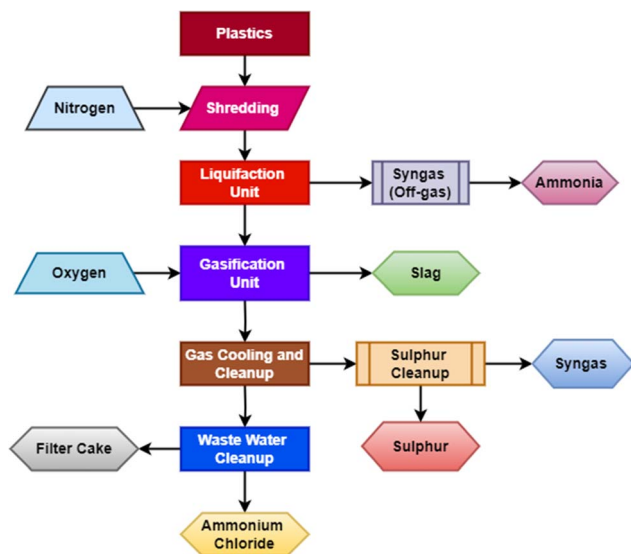 Plastics
Nitrogen
Shredding
Liquifaction
Unit
Syngas
(Off-gas)
Ammonia
Oxygen
Gasification
Unit
Slag
Gas Cooling and
Cleanup
Sulphur
Cleanup
Syngas
Filter Cake
Waste Water
Cleanup
Sulphur
Ammonium
Chloride